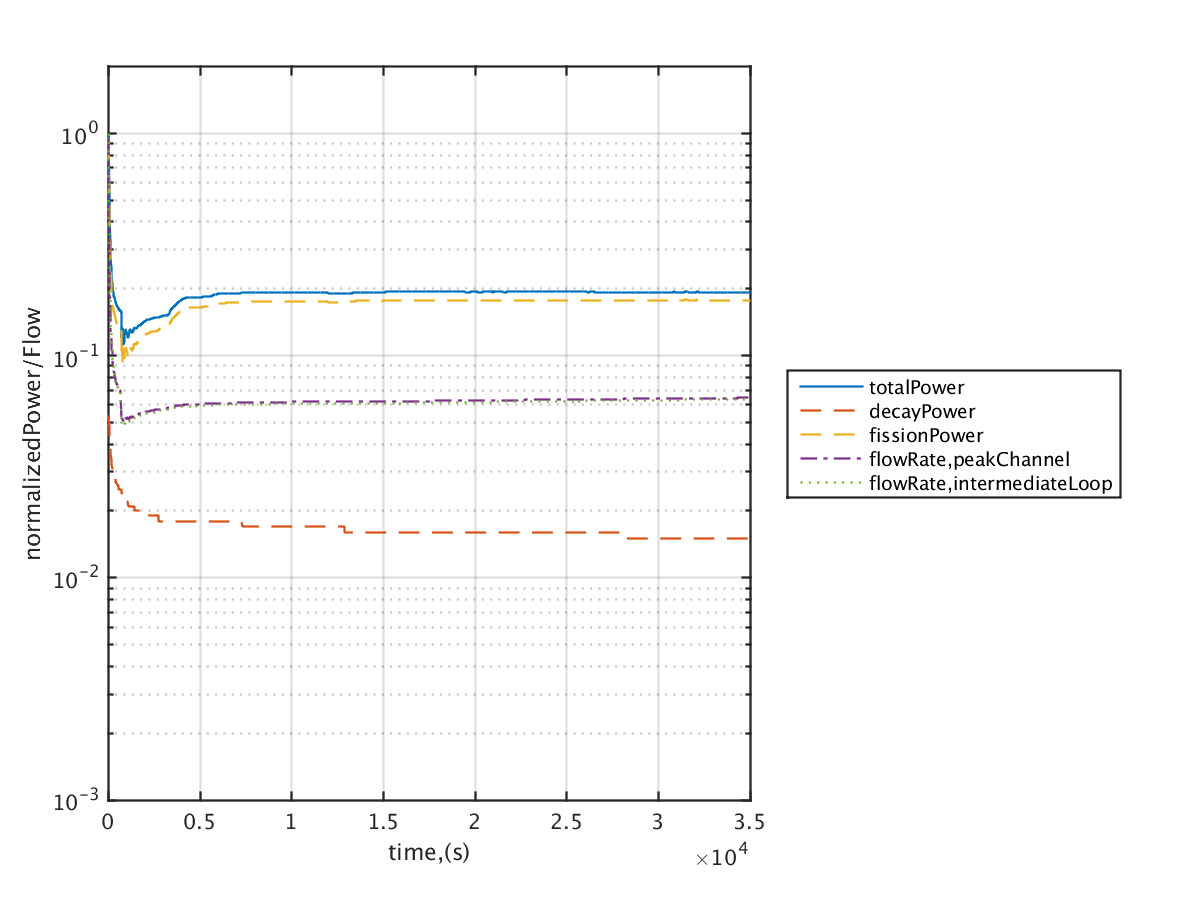 10^0
10^-1
10^-2
10^-3
normalizedPower/Flow
0 0.5 1 1.5 2 2.5 3 3.5
time,(s)
×10^4
totalPower
decayPower
fissionPower
flowRate,peakChannel
flowRate,intermediateLoop